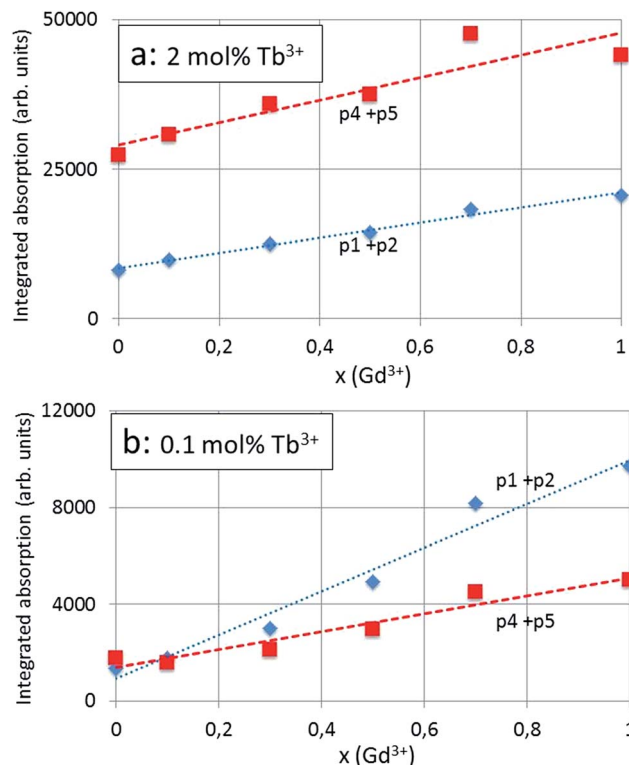 50000
a: 2 mol% Tb³⁺
p4 +p5
25000
p1 +p2
0
0 0,2 0,4 0,6 0,8 1
x (Gd³⁺)
Integrated absorption (arb. units)
12000
b: 0.1 mol% Tb³⁺
p1 +p2
8000
4000
p4 +p5
0
0 0,2 0,4 0,6 0,8 1
x (Gd³⁺)
Integrated absorption (arb. units)